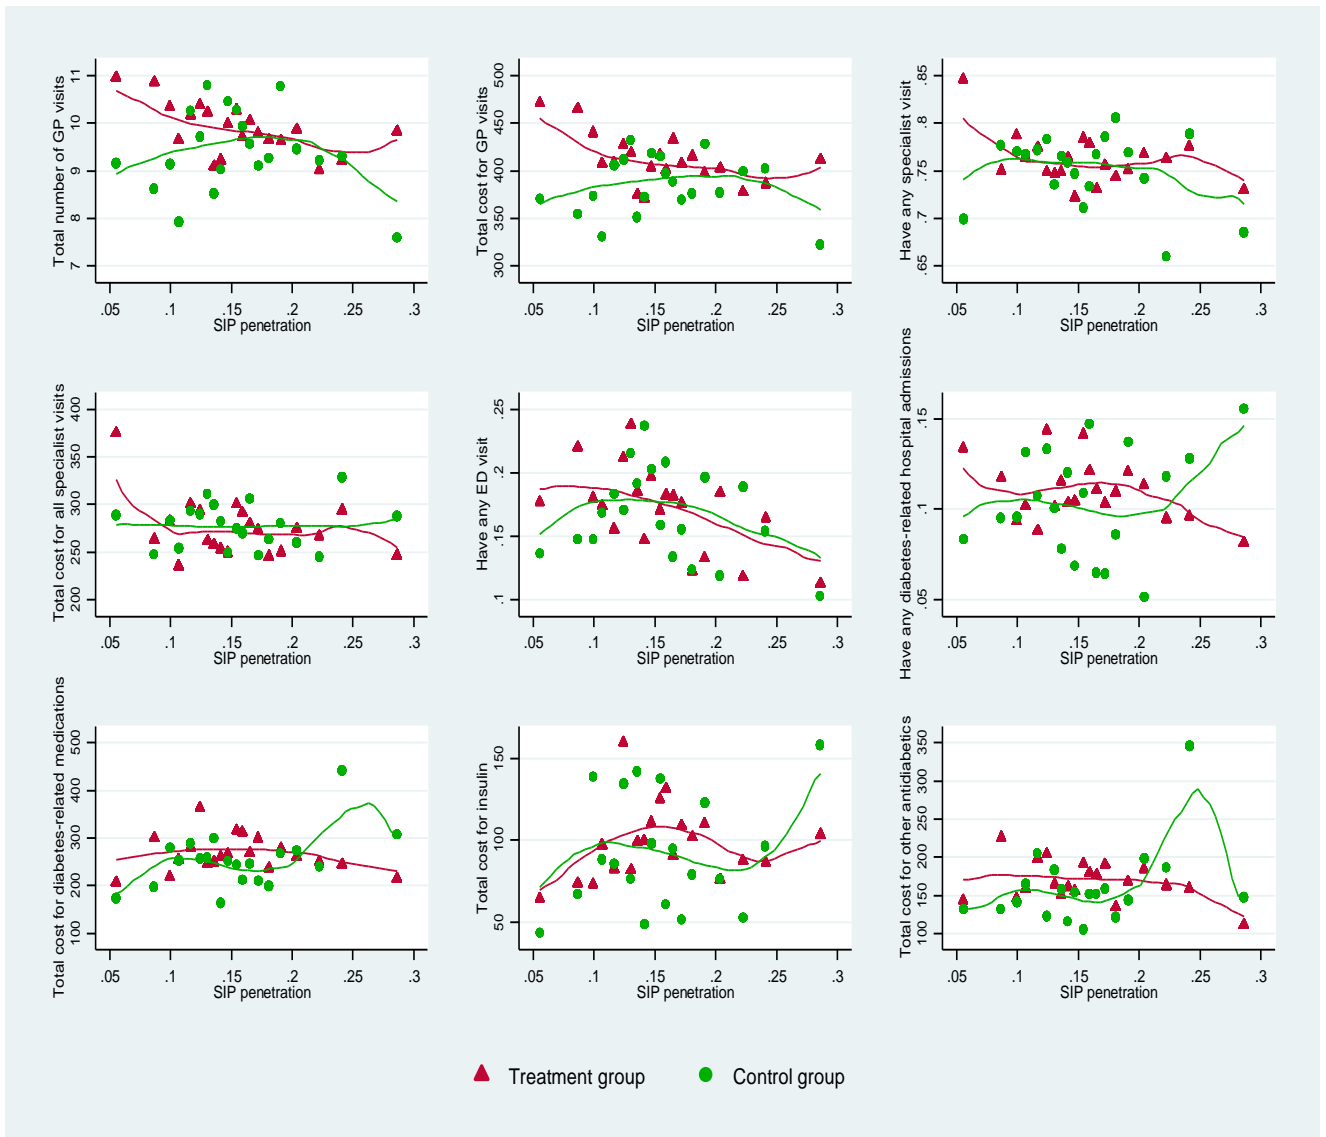 Total number of GP visits
7 8 9 10 11
.05 .1 .15 .2 .25 .3
SIP penetration
Total cost for GP visits
300 350 400 450 500
.05 .1 .15 .2 .25 .3
SIP penetration
Have any specialist visit
.65 .7 .75 .8 .85
.05 .1 .15 .2 .25 .3
SIP penetration
Total cost for all specialist visits
200 250 300 350 400
.05 .1 .15 .2 .25 .3
SIP penetration
Have any ED visit
.1 .15 .2 .25
.05 .1 .15 .2 .25 .3
SIP penetration
Have any diabetes-related hospital admissions
.05 .1 .15
.05 .1 .15 .2 .25 .3
SIP penetration
Total cost for diabetes-related medications
100 200 300 400 500
.05 .1 .15 .2 .25 .3
SIP penetration
Total cost for insulin
50 100 150
.05 .1 .15 .2 .25 .3
SIP penetration
Total cost for other antidiabetics
100 150 200 250 300 350
.05 .1 .15 .2 .25 .3
SIP penetration
Treatment group Control group